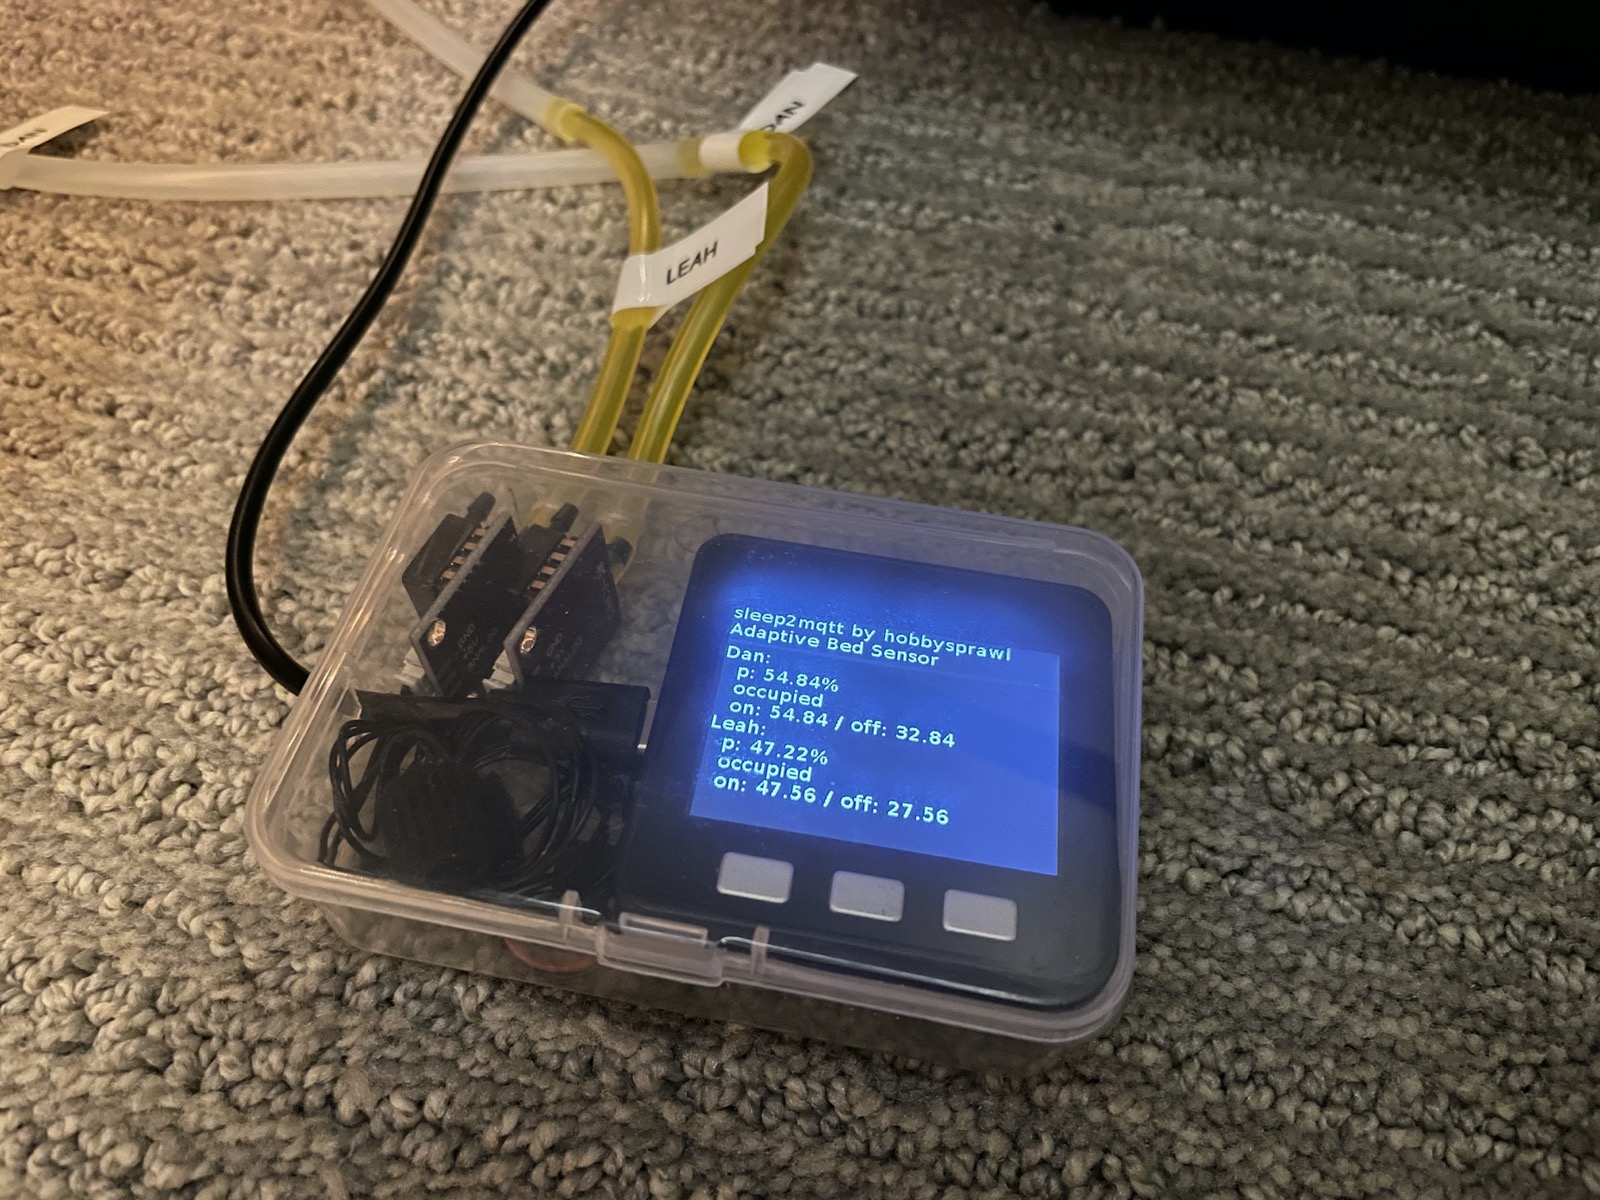 DAN
LEAH
sleep2mqtt by hobbysprawl
Adaptive Bed Sensor
Dan:
p: 54.84%
occupied
on: 54.84 / off: 32.84
Leah:
p: 47.22%
occupied
on: 47.56 / off: 27.56